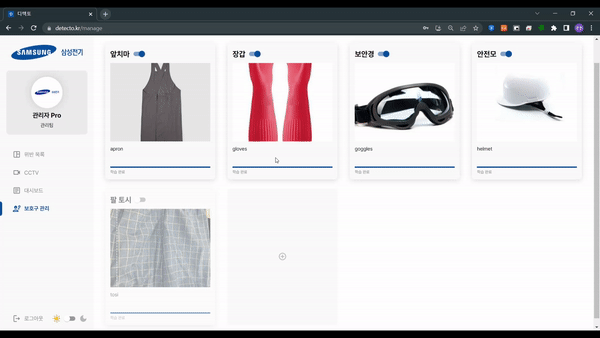 디텍토
detecto.kr/manage
SAMSUNG 삼성전기
관리자 Pro
관리팀
위반 목록
CCTV
대시보드
보호구 관리
로그아웃
앞치마
apron
학습 완료
장갑
gloves
학습 완료
보안경
goggles
학습 완료
안전모
helmet
학습 완료
팔 토시
학습 완료